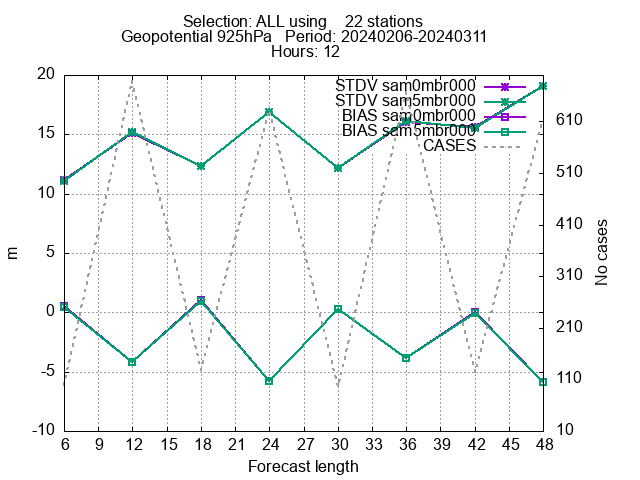 Selection: ALL using    22 stations
Geopotential 925hPa   Period: 20240206-20240311
Hours: 12
STDV sam0mbr000
STDV sam5mbr000
BIAS sam0mbr000
BIAS sam5mbr000
CASES
20
15
10
5
0
-5
-10
m
610
510
410
310
210
110
10
No cases
6 9 12 15 18 21 24 27 30 33 36 39 42 45 48
Forecast length